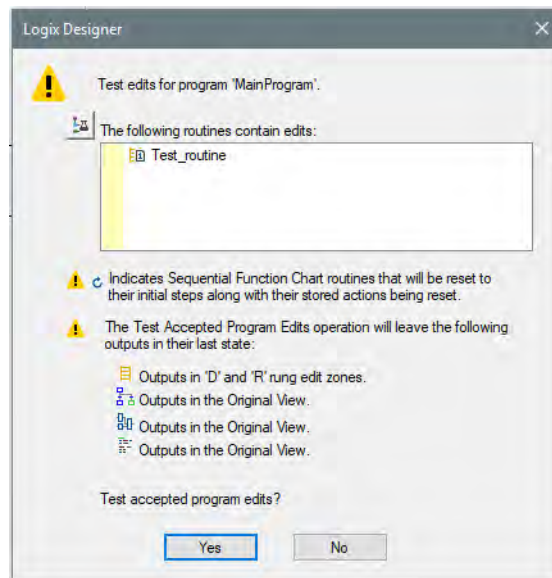 Logix Designer
Test edits for program 'MainProgram'.
The following routines contain edits:
Test_routine
Indicates Sequential Function Chart routines that will be reset to
their initial steps along with their stored actions being reset.
The Test Accepted Program Edits operation will leave the following
outputs in their last state:
Outputs in 'D' and 'R' rung edit zones.
Outputs in the Original View.
Outputs in the Original View.
Outputs in the Original View.
Test accepted program edits?
Yes
No